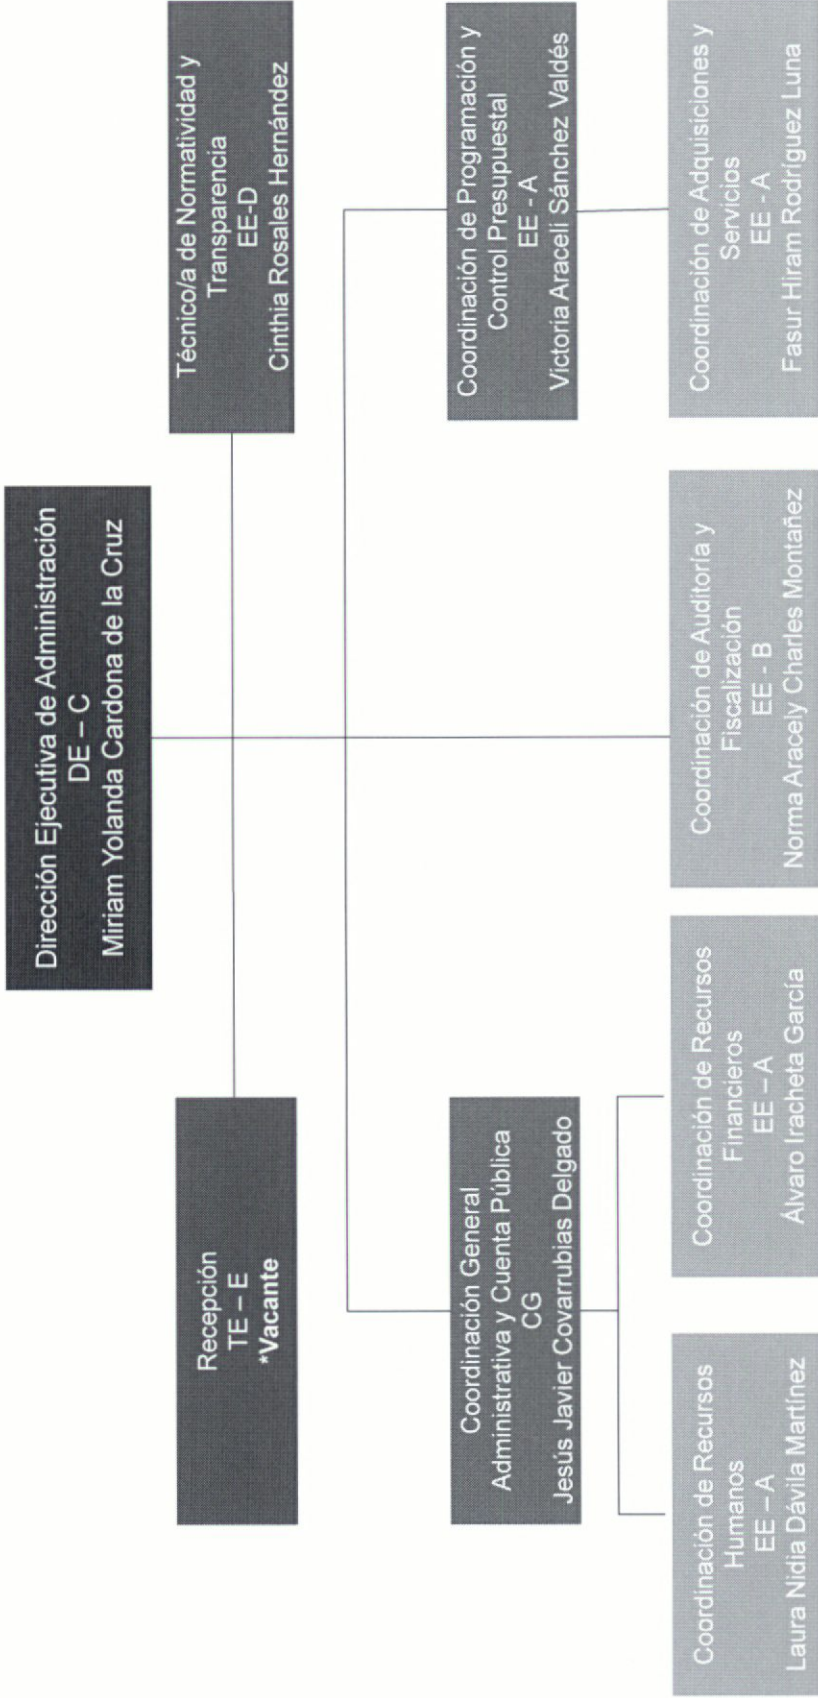 Dirección Ejecutiva de Administración
DE – C
Miriam Yolanda Cardona de la Cruz
Recepción
TE – E
*Vacante
Técnico/a de Normatividad y
Transparencia
EE-D
Cinthia Rosales Hernández
Coordinación General
Administrativa y Cuenta Pública
CG
Jesús Javier Covarrubias Delgado
Coordinación de Programación y
Control Presupuestal
EE - A
Victoria Araceli Sánchez Valdés
Coordinación de Recursos
Humanos
EE – A
Laura Nidia Dávila Martínez
Coordinación de Recursos
Financieros
EE – A
Álvaro Iracheta García
Coordinación de Auditoría y
Fiscalización
EE - B
Norma Aracely Charles Montañez
Coordinación de Adquisiciones y
Servicios
EE - A
Fasur Hiram Rodríguez Luna